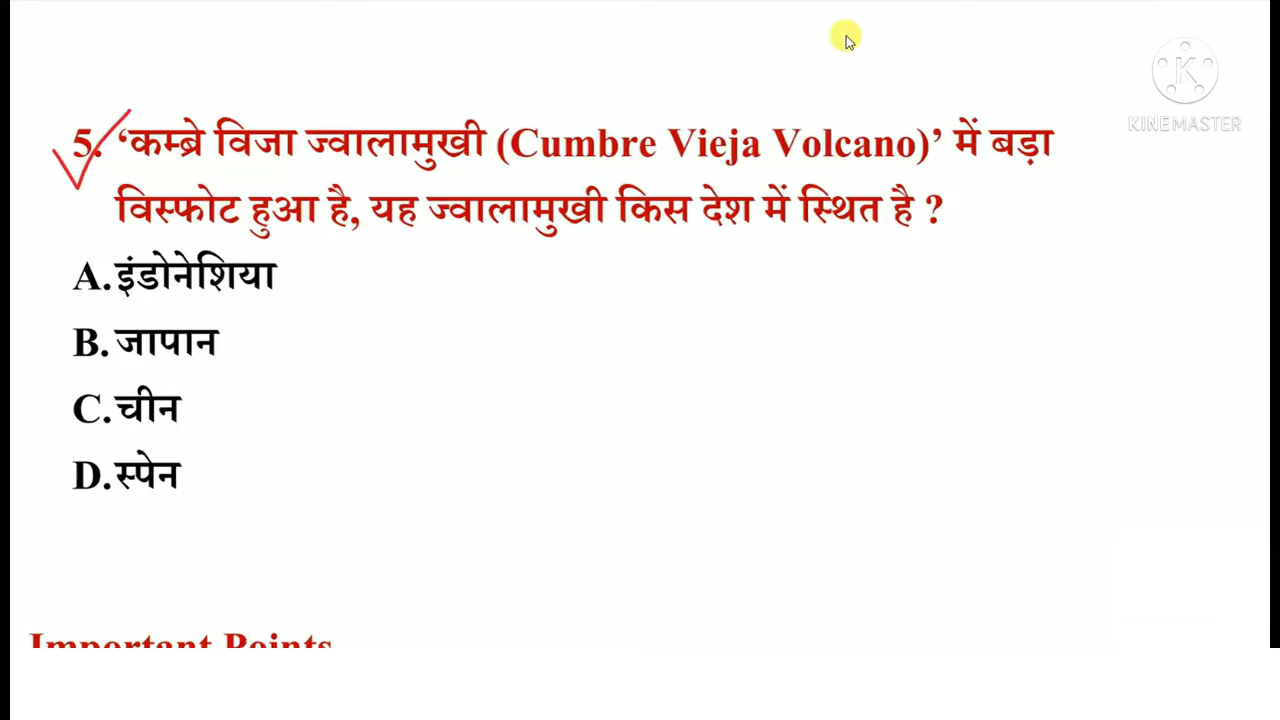 KINEMASTER
5. ‘कम्ब्रे विजा ज्वालामुखी (Cumbre Vieja Volcano)’ में बड़ा
विस्फोट हुआ है, यह ज्वालामुखी किस देश में स्थित है ?
A. इंडोनेशिया
B. जापान
C. चीन
D. स्पेन
Important Points